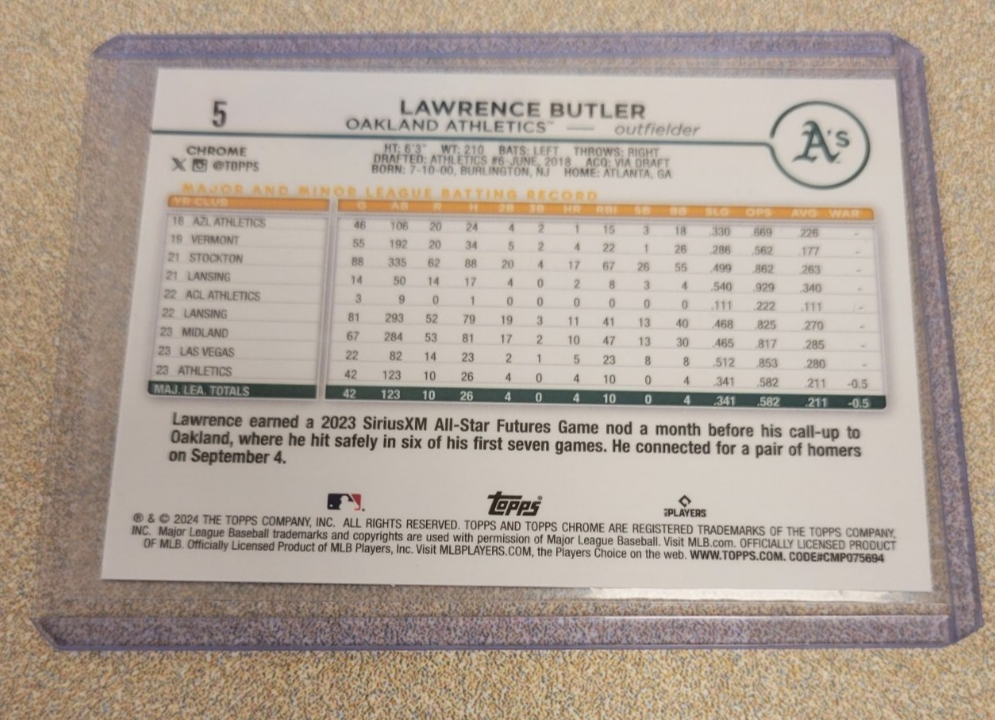 5
LAWRENCE BUTLER
OAKLAND ATHLETICS™ — outfielder
A's
CHROME
X @TOPPS
HT: 6'3" WT: 210 BATS: LEFT THROWS: RIGHT
DRAFTED: ATHLETICS #6-JUNE, 2018 ACQ: VIA DRAFT
BORN: 7-10-00, BURLINGTON, NJ HOME: ATLANTA, GA
MAJOR AND MINOR LEAGUE BATTING RECORD
YR CLUB G AB R H 2B 3B HR RBI SB BB SLG OPS AVG WAR
18 AZL ATHLETICS 46 106 20 24 4 2 1 15 3 18 .330 .669 .226 -
19 VERMONT 55 192 20 34 5 2 4 22 1 26 .286 .562 .177 -
21 STOCKTON 88 335 62 88 20 4 17 67 26 55 .499 .862 .263 -
21 LANSING 14 50 14 17 4 0 2 8 3 4 .540 .929 .340 -
22 ACL ATHLETICS 3 9 0 1 0 0 0 0 0 0 .111 .222 .111 -
22 LANSING 81 293 52 79 19 3 11 41 13 40 .468 .825 .270 -
23 MIDLAND 67 284 53 81 17 2 10 47 13 30 .465 .817 .285 -
23 LAS VEGAS 22 82 14 23 2 1 5 23 8 8 .512 .853 .280 -
23 ATHLETICS 42 123 10 26 4 0 4 10 0 4 .341 .582 .211 -0.5
MAJ. LEA. TOTALS 42 123 10 26 4 0 4 10 0 4 .341 .582 .211 -0.5
Lawrence earned a 2023 SiriusXM All-Star Futures Game nod a month before his call-up to
Oakland, where he hit safely in six of his first seven games. He connected for a pair of homers
on September 4.
Topps
PLAYERS
® & © 2024 THE TOPPS COMPANY, INC. ALL RIGHTS RESERVED. TOPPS AND TOPPS CHROME ARE REGISTERED TRADEMARKS OF THE TOPPS COMPANY,
INC. Major League Baseball trademarks and copyrights are used with permission of Major League Baseball. Visit MLB.com. OFFICIALLY LICENSED PRODUCT
OF MLB. Officially Licensed Product of MLB Players, Inc. Visit MLBPLAYERS.COM, the Players Choice on the web. WWW.TOPPS.COM. CODE#CMP075694